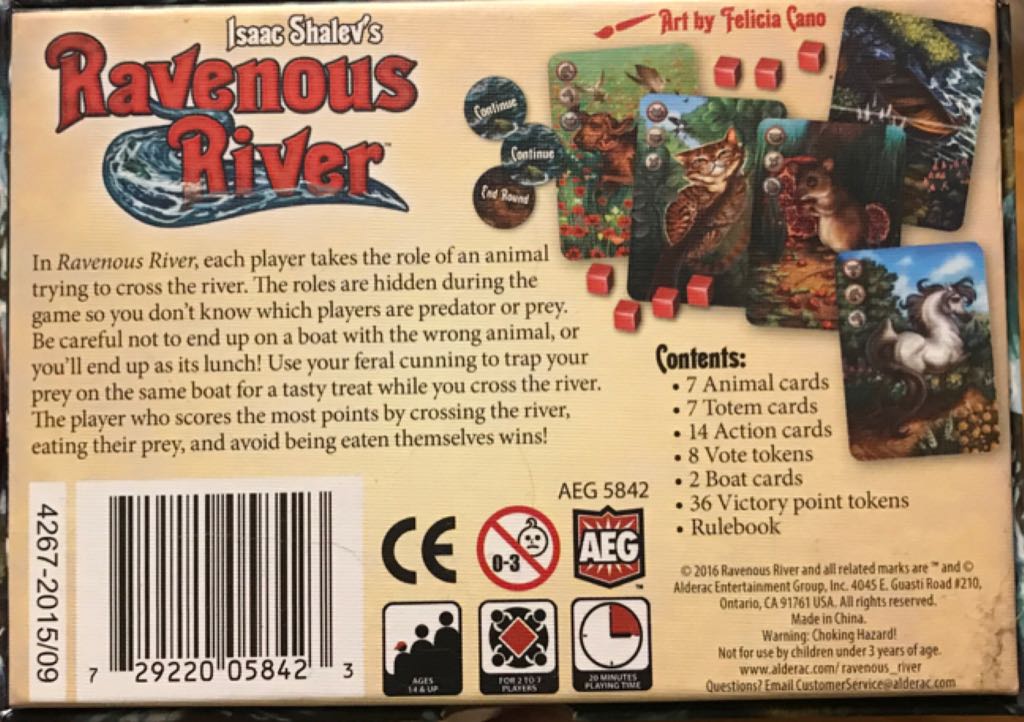 Isaac Shalev's
Ravenous
River™
Art by Felicia Cano
Continue
Continue
End Round
In Ravenous River, each player takes the role of an animal
trying to cross the river. The roles are hidden during the
game so you don't know which players are predator or prey.
Be careful not to end up on a boat with the wrong animal, or
you'll end up as its lunch! Use your feral cunning to trap your
prey on the same boat for a tasty treat while you cross the river.
The player who scores the most points by crossing the river,
eating their prey, and avoid being eaten themselves wins!
Contents:
• 7 Animal cards
• 7 Totem cards
• 14 Action cards
• 8 Vote tokens
• 2 Boat cards
• 36 Victory point tokens
• Rulebook
4267-2015/09
7 29220 05842 3
AEG 5842
CE
0-3
AEG™
AGES
14 & UP
FOR 2 TO 7
PLAYERS
20 MINUTES
PLAYING TIME
© 2016 Ravenous River and all related marks are ™ and ©
Alderac Entertainment Group, Inc. 4045 E. Guasti Road #210,
Ontario, CA 91761 USA. All rights reserved.
Made in China.
Warning: Choking Hazard!
Not for use by children under 3 years of age.
www.alderac.com/ravenous_river
Questions? Email CustomerService@alderac.com